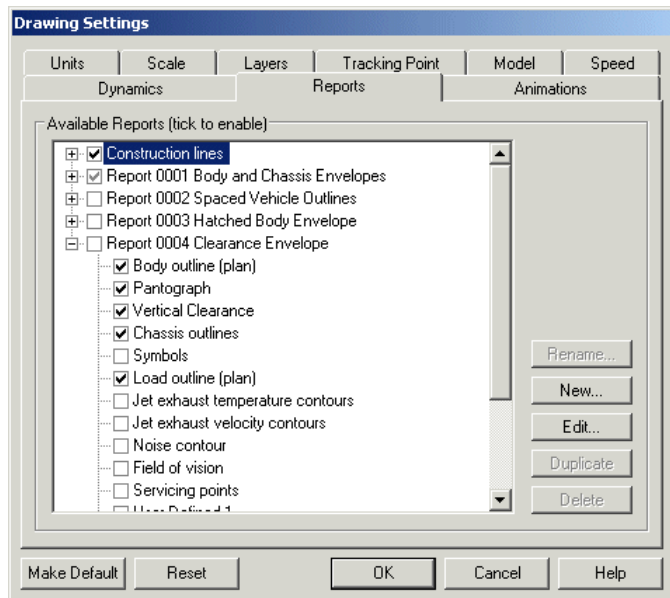 Drawing Settings
Units Scale Layers Tracking Point Model Speed
Dynamics Reports Animations
Available Reports (tick to enable)
Construction lines
Report 0001 Body and Chassis Envelopes
Report 0002 Spaced Vehicle Outlines
Report 0003 Hatched Body Envelope
Report 0004 Clearance Envelope
Body outline (plan)
Pantograph
Vertical Clearance
Chassis outlines
Symbols
Load outline (plan)
Jet exhaust temperature contours
Jet exhaust velocity contours
Noise contour
Field of vision
Servicing points
Rename...
New...
Edit...
Duplicate
Delete
Make Default Reset OK Cancel Help